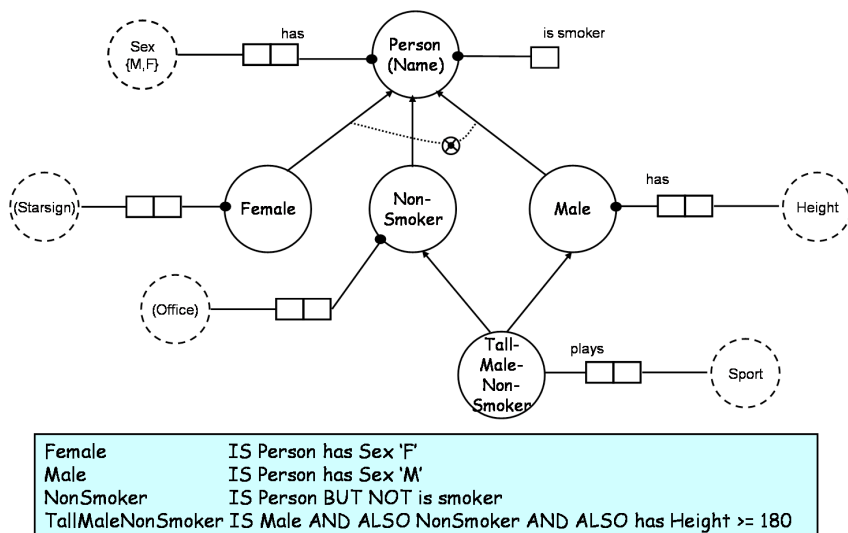 has
is smoker
Sex
{M,F}
Person
(Name)
(Starsign)
Female
Non-
Smoker
Male
has
Height
(Office)
Tall-
Male-
Non-
Smoker
plays
Sport
Female IS Person has Sex ‘F’
Male IS Person has Sex ‘M’
NonSmoker IS Person BUT NOT is smoker
TallMaleNonSmoker IS Male AND ALSO NonSmoker AND ALSO has Height >= 180